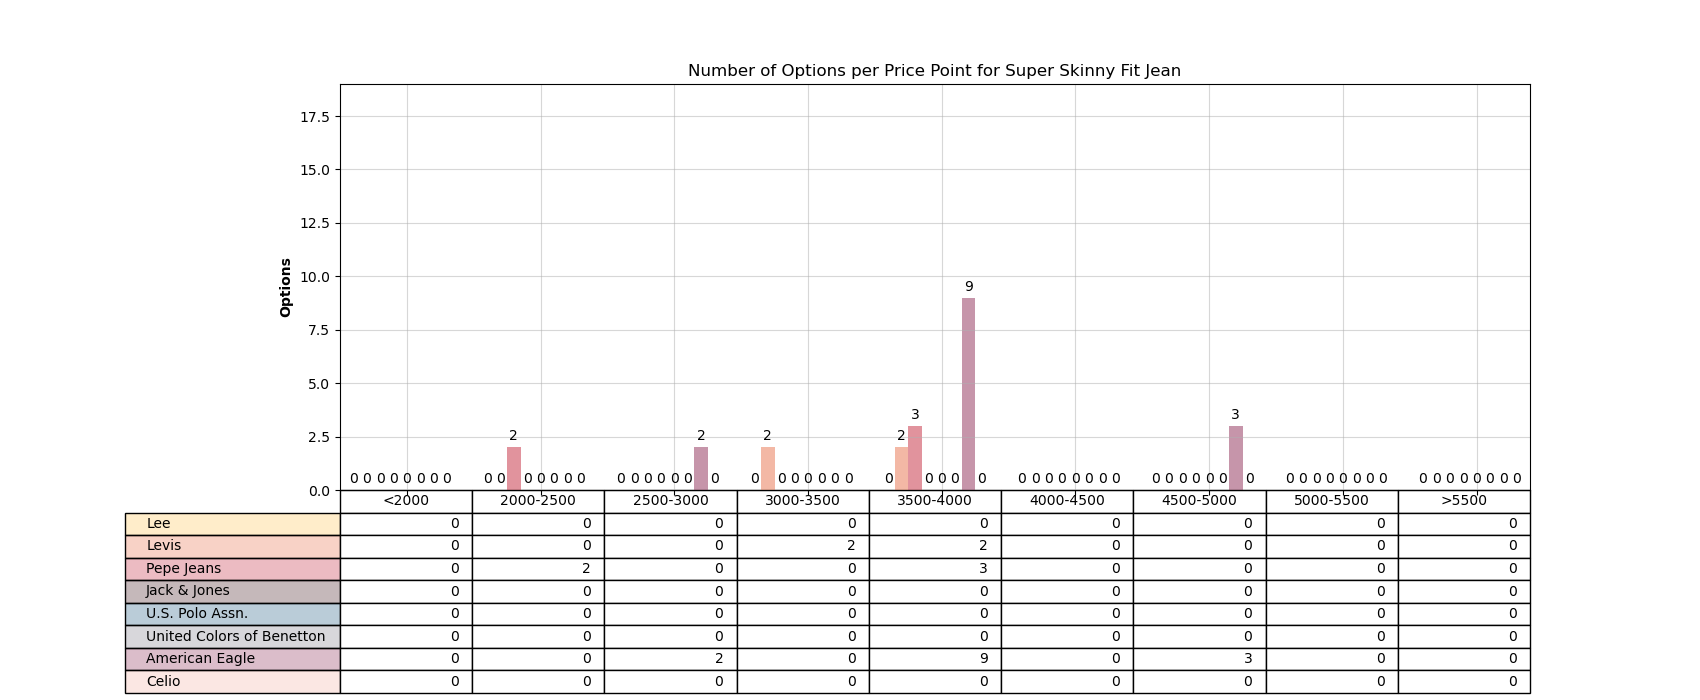 Number of Options per Price Point for Super Skinny Fit Jean
17.5
15.0
12.5
10.0
7.5
5.0
2.5
0.0
Options
9
3
3
2
2
2
2
0 0 0 0 0 0 0 0
0 0 0 0 0 0 0
0 0 0 0 0 0 0
0 0 0 0 0 0 0
0 0 0 0 0
0 0 0 0 0 0 0 0
0 0 0 0 0 0 0
0 0 0 0 0 0 0 0
0 0 0 0 0 0 0 0
<2000 2000-2500 2500-3000 3000-3500 3500-4000 4000-4500 4500-5000 5000-5500 >5500
Lee 0 0 0 0 0 0 0 0 0
Levis 0 0 0 2 2 0 0 0 0
Pepe Jeans 0 2 0 0 3 0 0 0 0
Jack & Jones 0 0 0 0 0 0 0 0 0
U.S. Polo Assn. 0 0 0 0 0 0 0 0 0
United Colors of Benetton 0 0 0 0 0 0 0 0 0
American Eagle 0 0 2 0 9 0 3 0 0
Celio 0 0 0 0 0 0 0 0 0